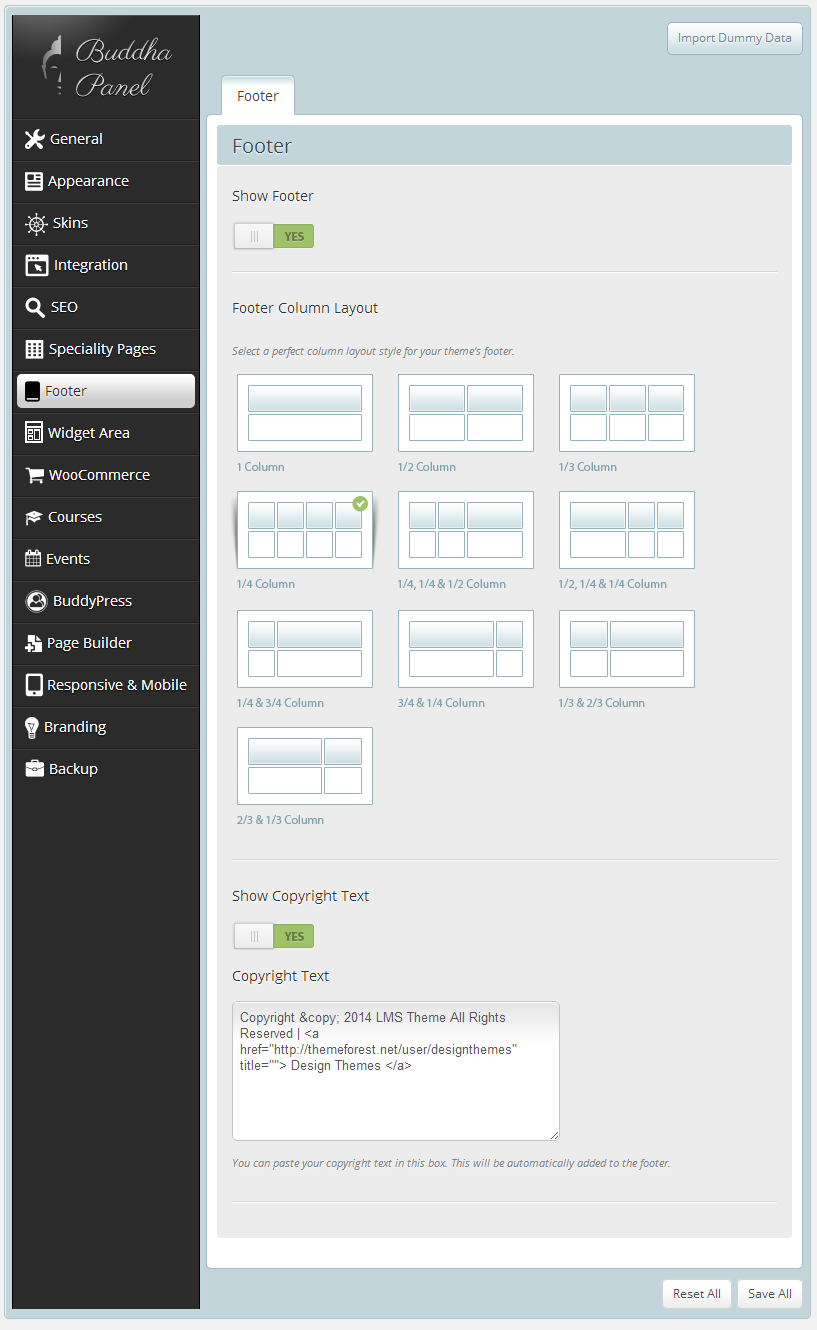 Buddha
Panel
Import Dummy Data
General
Appearance
Skins
Integration
SEO
Speciality Pages
Footer
Widget Area
WooCommerce
Courses
Events
BuddyPress
Page Builder
Responsive & Mobile
Branding
Backup
Footer
Footer
Show Footer
YES
Footer Column Layout
Select a perfect column layout style for your theme's footer.
1 Column
1/2 Column
1/3 Column
1/4 Column
1/4, 1/4 & 1/2 Column
1/2, 1/4 & 1/4 Column
1/4 & 3/4 Column
3/4 & 1/4 Column
1/3 & 2/3 Column
2/3 & 1/3 Column
Show Copyright Text
YES
Copyright Text
Copyright &copy; 2014 LMS Theme All Rights
Reserved | <a
href="http://themeforest.net/user/designthemes"
title=""> Design Themes </a>
You can paste your copyright text in this box. This will be automatically added to the footer.
Reset All
Save All